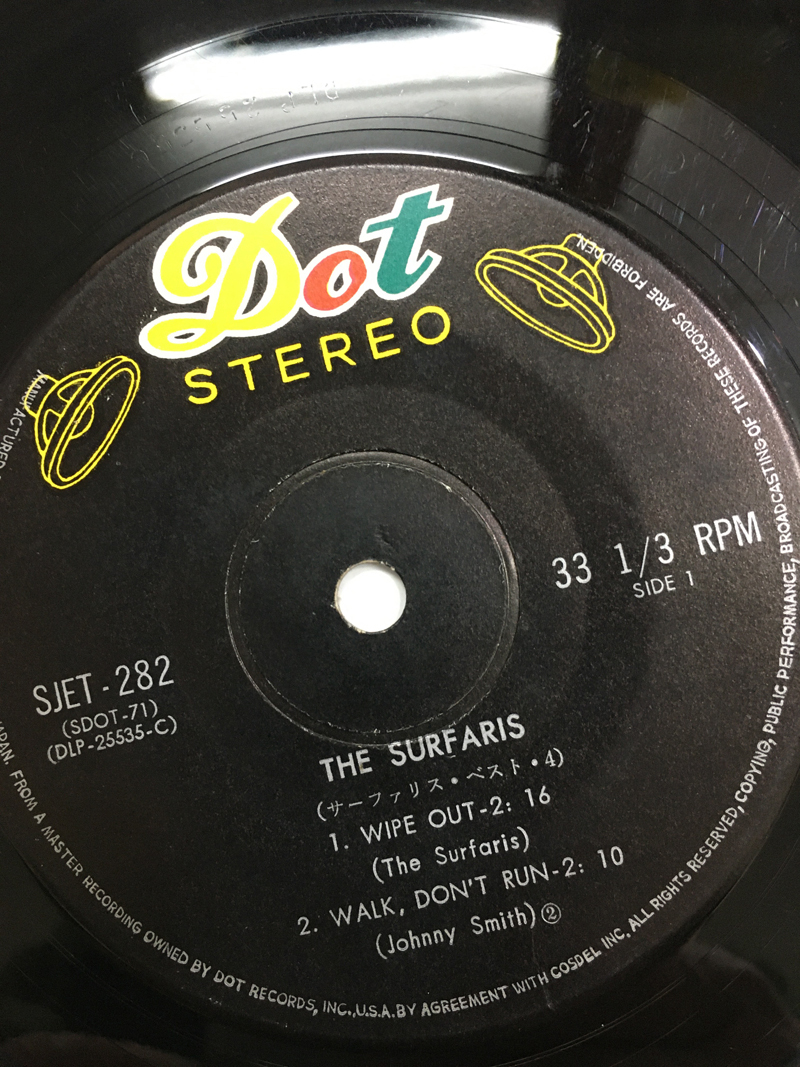 Dot
STEREO
33 1/3 RPM
SIDE 1
SJET-282
(SDOT-71)
(DLP-25535-C)
THE SURFARIS
(サーファリス・ベスト・4)
1. WIPE OUT-2: 16
(The Surfaris)
2. WALK, DON'T RUN-2: 10
(Johnny Smith)②
MANUFACTURED
JAPAN. FROM A MASTER RECORDING OWNED BY DOT RECORDS, INC.,U.S.A.BY AGREEMENT WITH COSDEL INC. ALL RIGHTS RESERVED, COPYING, PUBLIC PERFORMANCE, BROADCASTING OF THESE RECORDS ARE FORBIDDEN.